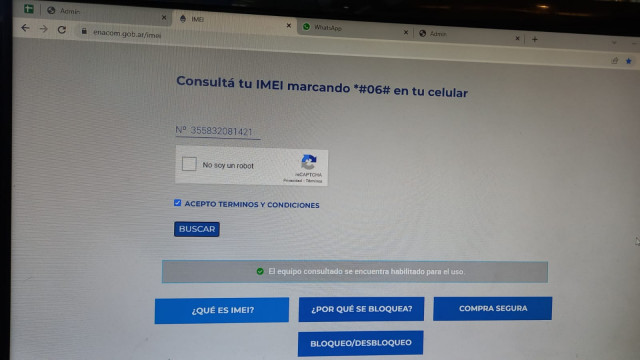 Admin
IMEI
WhatsApp
Admin
enacom.gob.ar/imei
Consultá tu IMEI marcando *#06# en tu celular
Nº 355832081421
No soy un robot
reCAPTCHA
Privacidad - Términos
ACEPTO TERMINOS Y CONDICIONES
BUSCAR
El equipo consultado se encuentra habilitado para el uso.
¿QUÉ ES IMEI?
¿POR QUÉ SE BLOQUEA?
COMPRA SEGURA
BLOQUEO/DESBLOQUEO